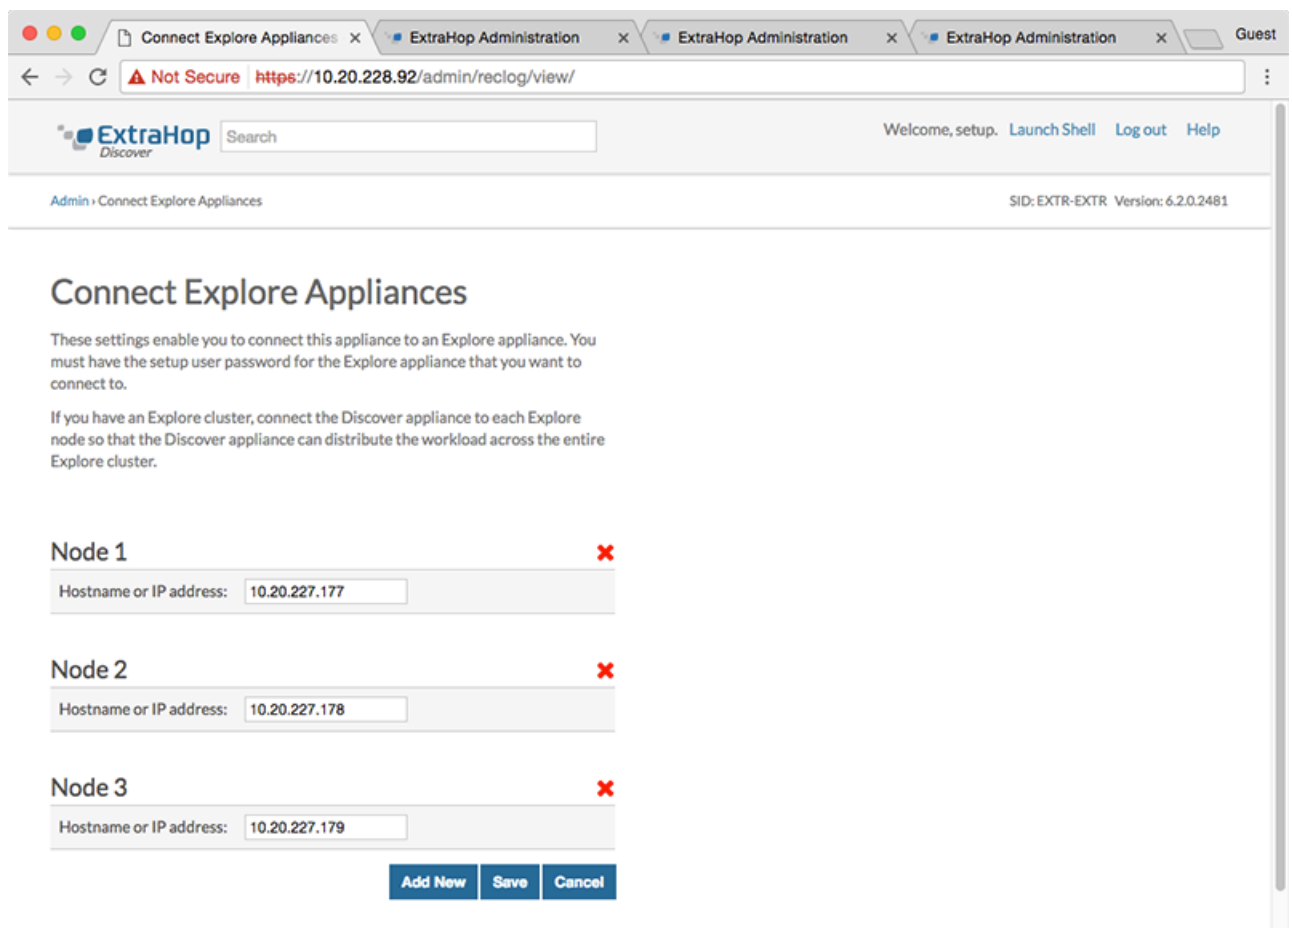 Connect Explore Appliances × ExtraHop Administration × ExtraHop Administration × ExtraHop Administration × Guest
Not Secure https://10.20.228.92/admin/reclog/view/
ExtraHop Search Welcome, setup. Launch Shell Log out Help
Discover
Admin › Connect Explore Appliances SID: EXTR-EXTR Version: 6.2.0.2481
Connect Explore Appliances
These settings enable you to connect this appliance to an Explore appliance. You
must have the setup user password for the Explore appliance that you want to
connect to.
If you have an Explore cluster, connect the Discover appliance to each Explore
node so that the Discover appliance can distribute the workload across the entire
Explore cluster.
Node 1
Hostname or IP address: 10.20.227.177
Node 2
Hostname or IP address: 10.20.227.178
Node 3
Hostname or IP address: 10.20.227.179
Add New Save Cancel